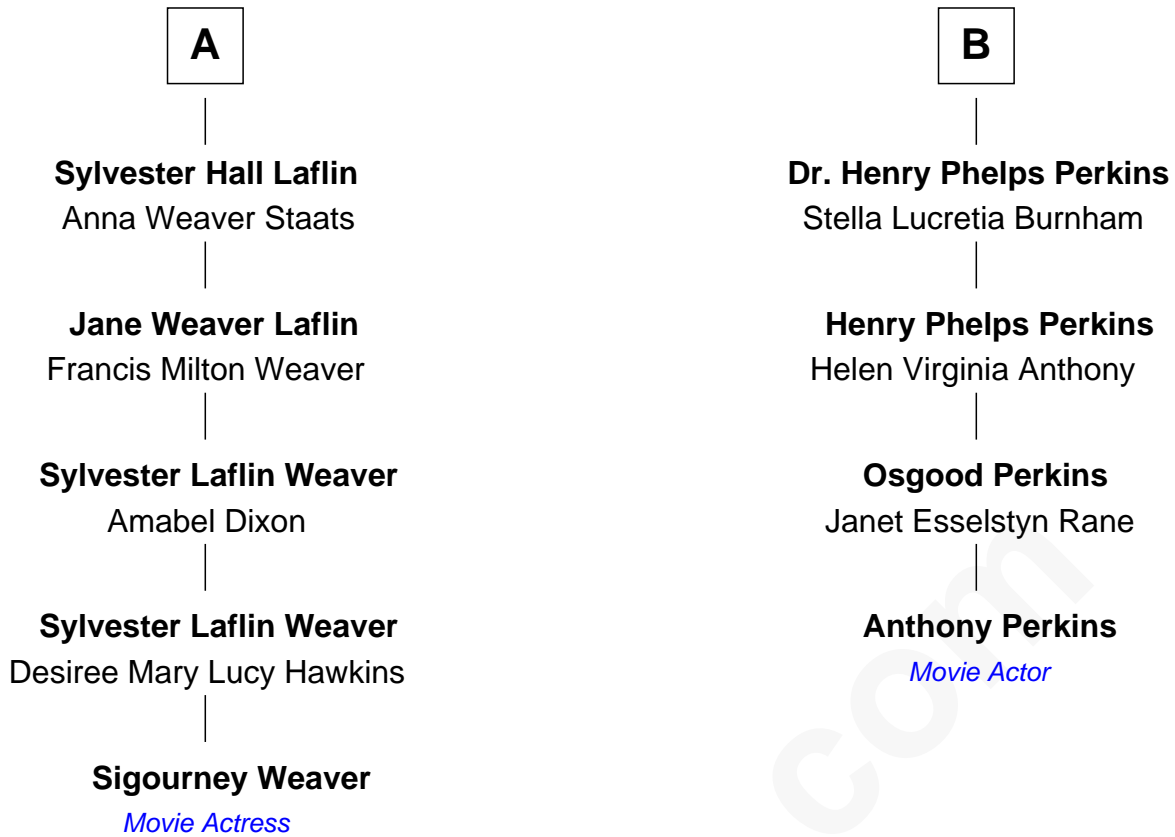 A
Sylvester Hall Laflin
Anna Weaver Staats
Jane Weaver Laflin
Francis Milton Weaver
Sylvester Laflin Weaver
Amabel Dixon
Sylvester Laflin Weaver
Desiree Mary Lucy Hawkins
Sigourney Weaver
Movie Actress
B
Dr. Henry Phelps Perkins
Stella Lucretia Burnham
Henry Phelps Perkins
Helen Virginia Anthony
Osgood Perkins
Janet Esselstyn Rane
Anthony Perkins
Movie Actor
com